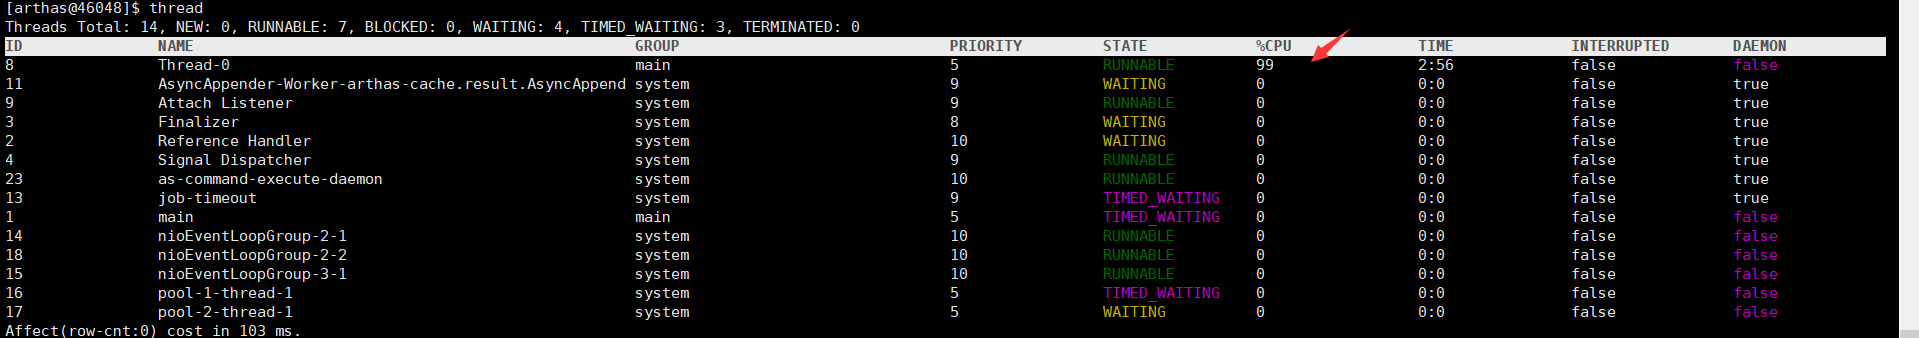 [arthas@46048]$ thread
Threads Total: 14, NEW: 0, RUNNABLE: 7, BLOCKED: 0, WAITING: 4, TIMED_WAITING: 3, TERMINATED: 0
ID NAME GROUP PRIORITY STATE %CPU TIME INTERRUPTED DAEMON
8 Thread-0 main 5 RUNNABLE 99 2:56 false false
11 AsyncAppender-Worker-arthas-cache.result.AsyncAppend system 9 WAITING 0 0:0 false true
9 Attach Listener system 9 RUNNABLE 0 0:0 false true
3 Finalizer system 8 WAITING 0 0:0 false true
2 Reference Handler system 10 WAITING 0 0:0 false true
4 Signal Dispatcher system 9 RUNNABLE 0 0:0 false true
23 as-command-execute-daemon system 10 RUNNABLE 0 0:0 false true
13 job-timeout system 9 TIMED_WAITING 0 0:0 false true
1 main main 5 TIMED_WAITING 0 0:0 false false
14 nioEventLoopGroup-2-1 system 10 RUNNABLE 0 0:0 false false
18 nioEventLoopGroup-2-2 system 10 RUNNABLE 0 0:0 false false
15 nioEventLoopGroup-3-1 system 10 RUNNABLE 0 0:0 false false
16 pool-1-thread-1 system 5 TIMED_WAITING 0 0:0 false false
17 pool-2-thread-1 system 5 WAITING 0 0:0 false false
Affect(row-cnt:0) cost in 103 ms.